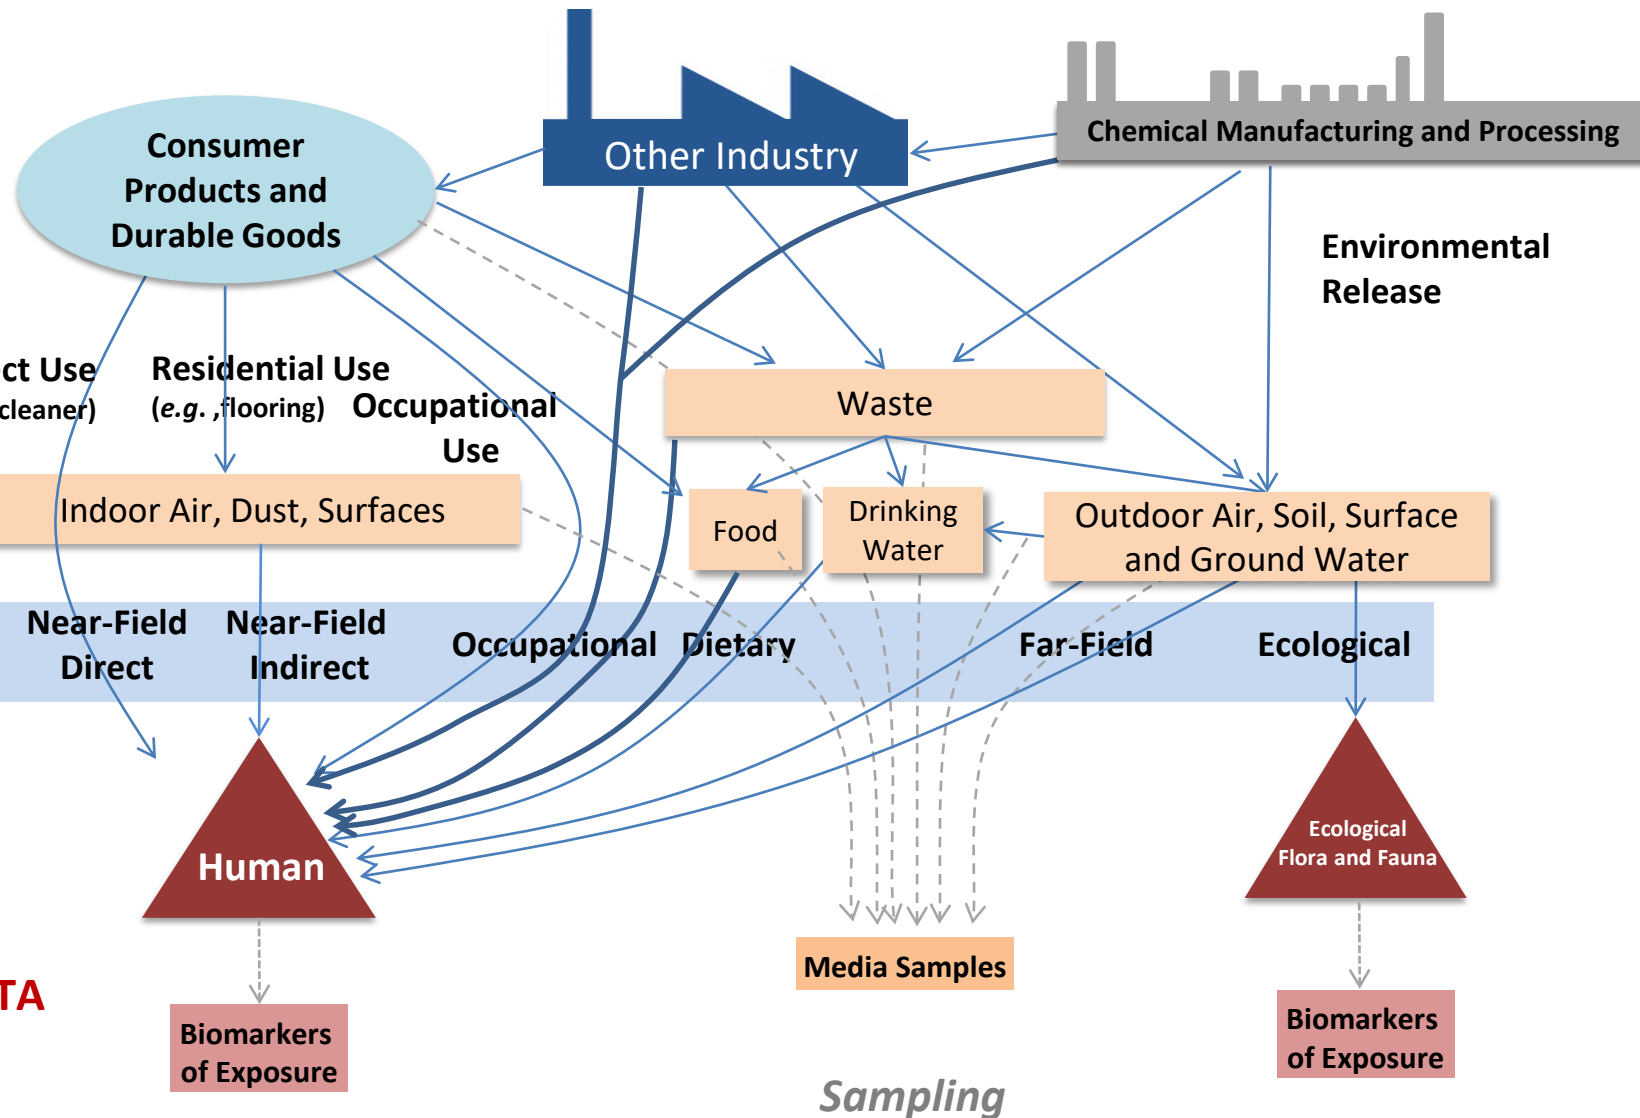 Consumer
Products and
Durable Goods
Other Industry
Chemical Manufacturing and Processing
Environmental
Release
ct Use
cleaner)
Residential Use
(e.g. ,flooring)
Occupational
Use
Waste
Indoor Air, Dust, Surfaces
Food
Drinking
Water
Outdoor Air, Soil, Surface
and Ground Water
Near-Field
Direct
Near-Field
Indirect
Occupational
Dietary
Far-Field
Ecological
Human
Ecological
Flora and Fauna
Media Samples
TA
Biomarkers
of Exposure
Biomarkers
of Exposure
Sampling